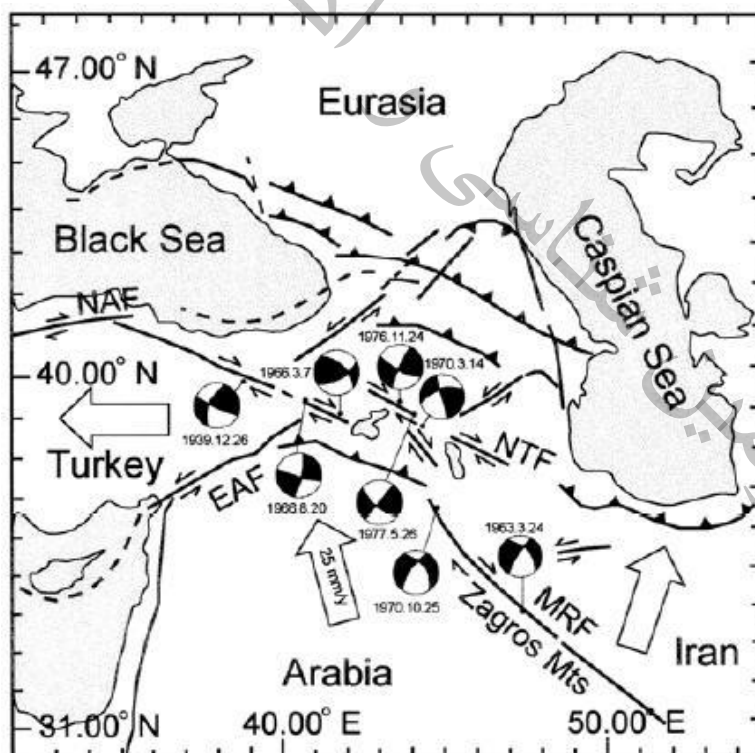 47.00° N
Eurasia
Black Sea
Caspian Sea
NAF
1976.11.24
40.00° N
1966.3.7
1970.3.14
1939.12.26
Turkey
EAF
NTF
1966.8.20
1977.5.26
1963.3.24
25 mm/y
1970.10.25
MRF
Zagros Mts
Iran
Arabia
31.00° N
40.00° E
50.00° E